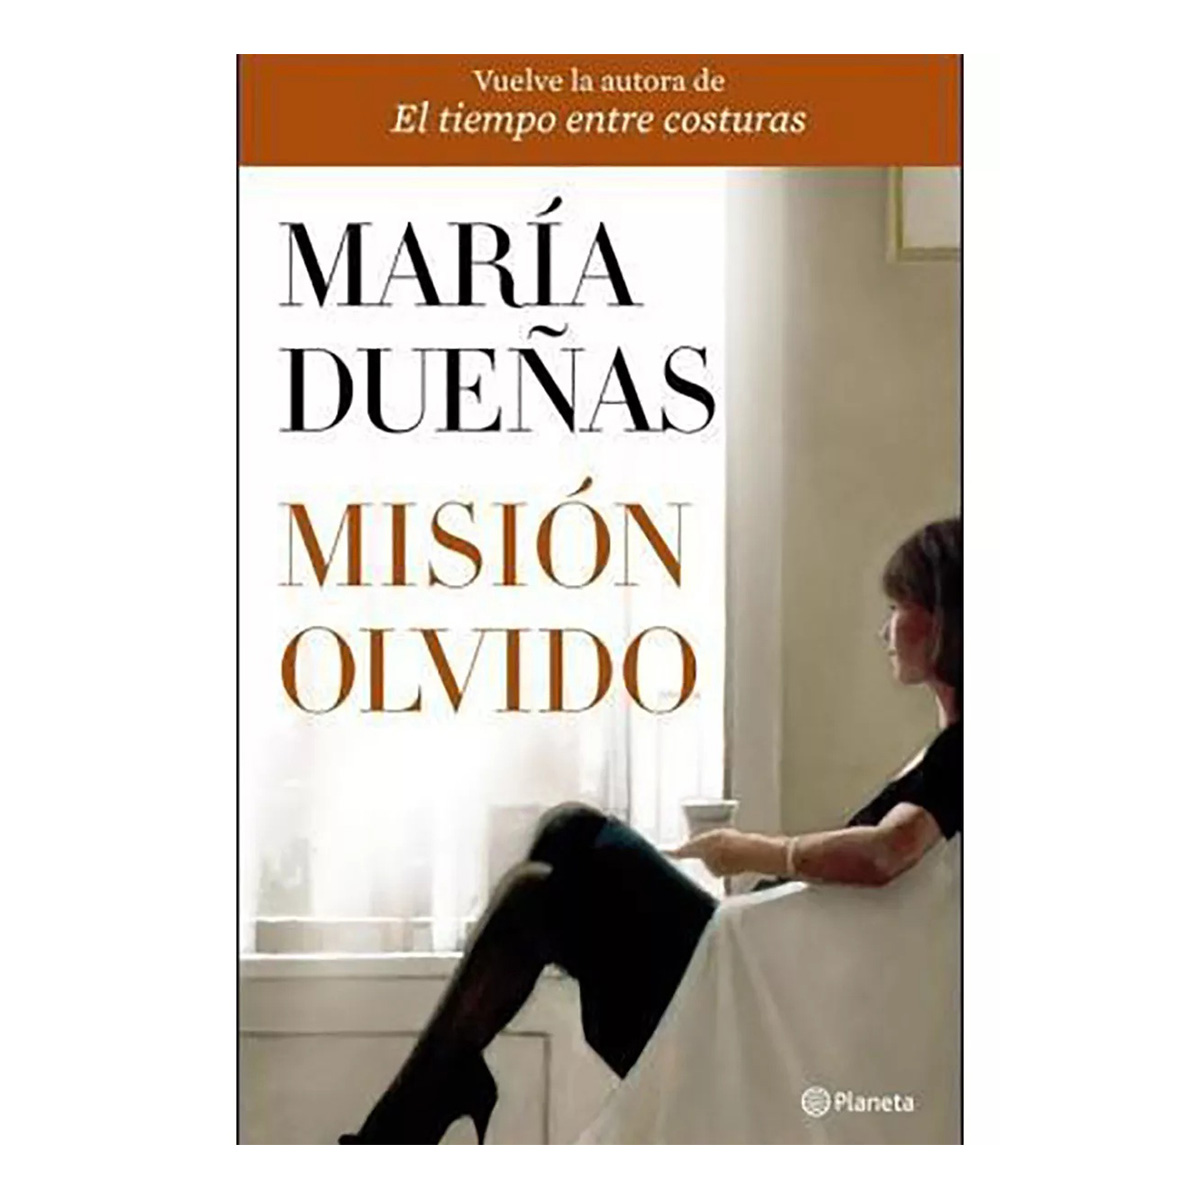 Vuelve la autora de
El tiempo entre costuras
MARÍA
DUEÑAS
MISIÓN
OLVIDO
Planeta